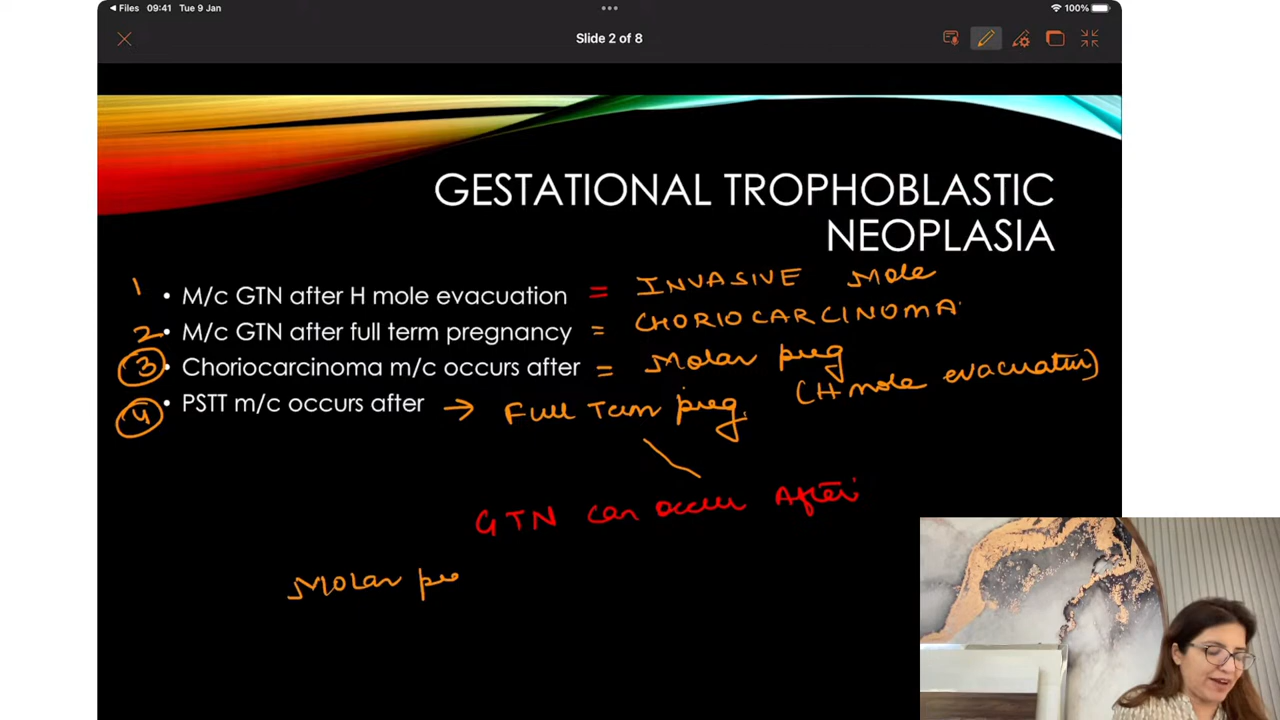 Files 09:41 Tue 9 Jan 100%
Slide 2 of 8
GESTATIONAL TROPHOBLASTIC
NEOPLASIA
1 • M/c GTN after H mole evacuation = INVASIVE Mole
2 • M/c GTN after full term pregnancy = CHORIOCARCINOMA
3 • Choriocarcinoma m/c occurs after = Molar preg
(H mole evacuation)
4 • PSTT m/c occurs after → Full Term preg.
GTN can occur After
Molar pre